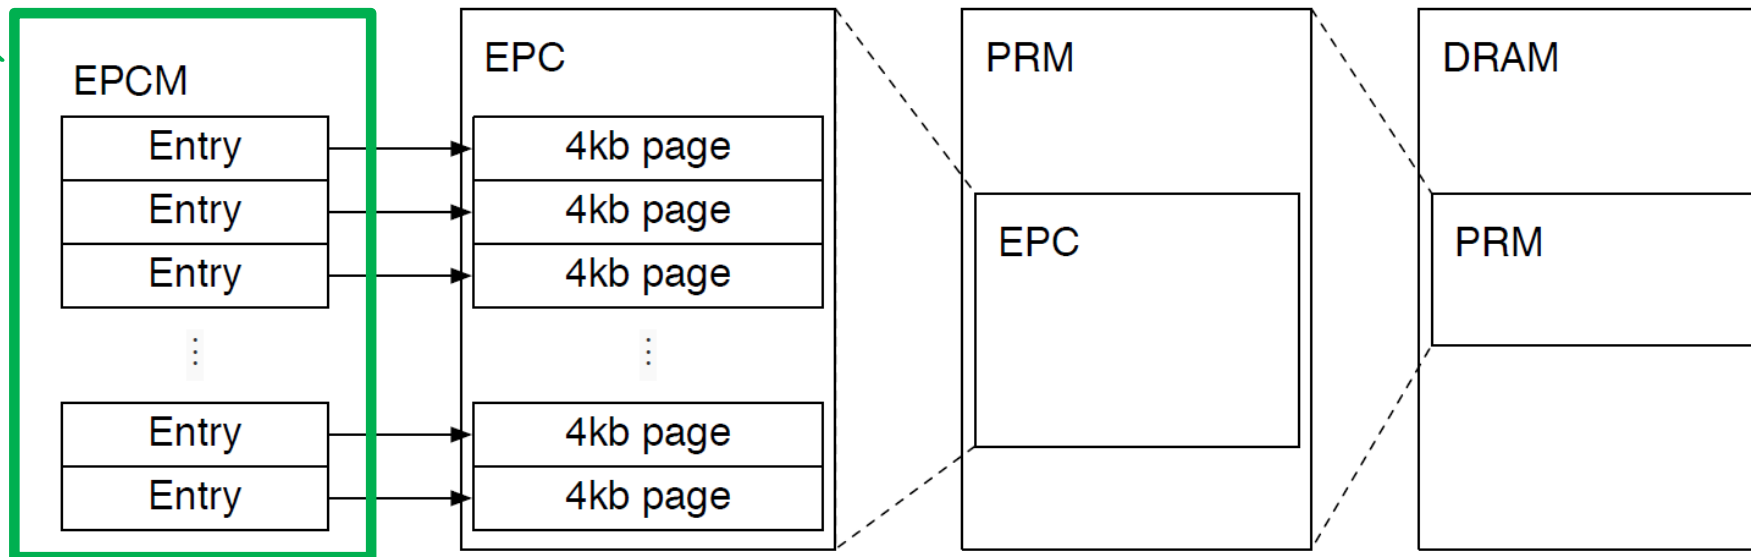 EPCM
Entry
Entry
Entry
⋮
Entry
Entry
EPC
4kb page
4kb page
4kb page
⋮
4kb page
4kb page
PRM
EPC
DRAM
PRM